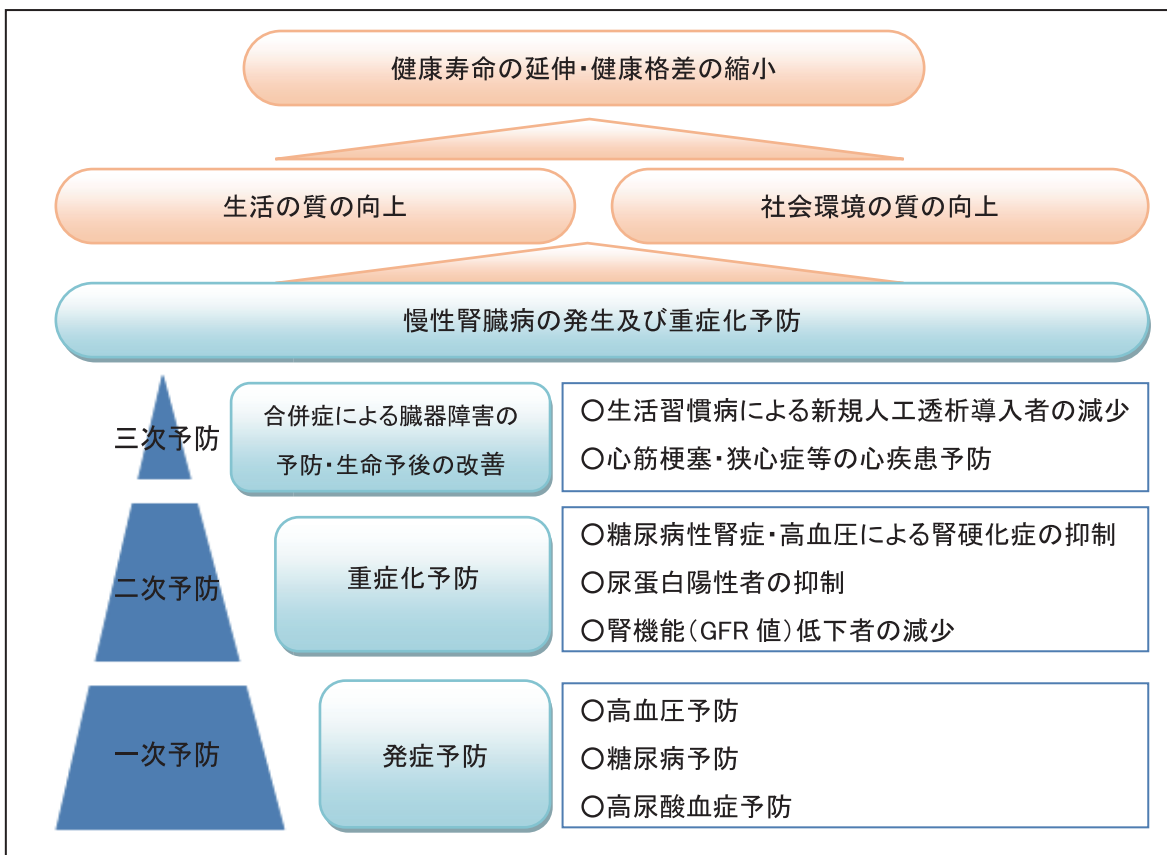 健康寿命の延伸・健康格差の縮小
生活の質の向上
社会環境の質の向上
慢性腎臓病の発生及び重症化予防
三次予防
合併症による臓器障害の
予防・生命予後の改善
〇生活習慣病による新規人工透析導入者の減少
〇心筋梗塞・狭心症等の心疾患予防
二次予防
重症化予防
〇糖尿病性腎症・高血圧による腎硬化症の抑制
〇尿蛋白陽性者の抑制
〇腎機能（GFR 値）低下者の減少
一次予防
発症予防
〇高血圧予防
〇糖尿病予防
〇高尿酸血症予防